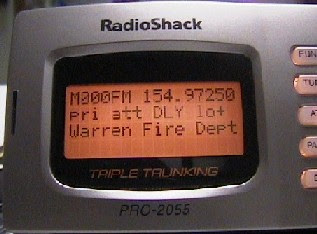 RadioShack
M000FM 154.97250
pri att DLY lo+
Warren Fire Dept
TRIPLE TRUNKING
PRO-2055